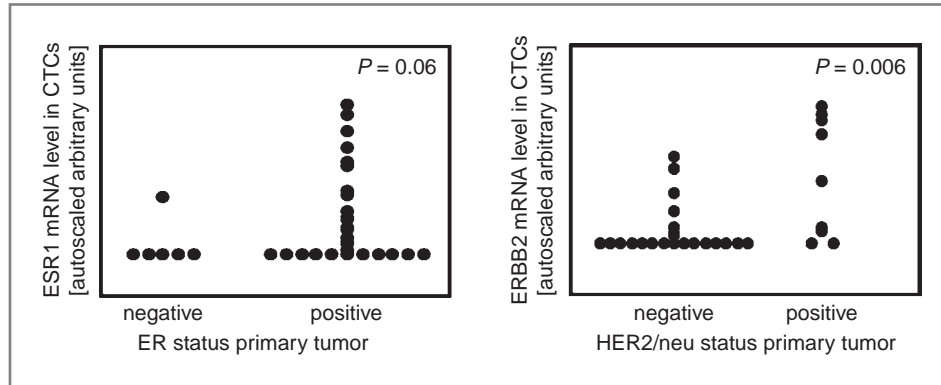 ESR1 mRNA level in CTCs
[autoscaled arbitrary units]
P = 0.06
negative positive
ER status primary tumor
ERBB2 mRNA level in CTCs
[autoscaled arbitrary units]
P = 0.006
negative positive
HER2/neu status primary tumor